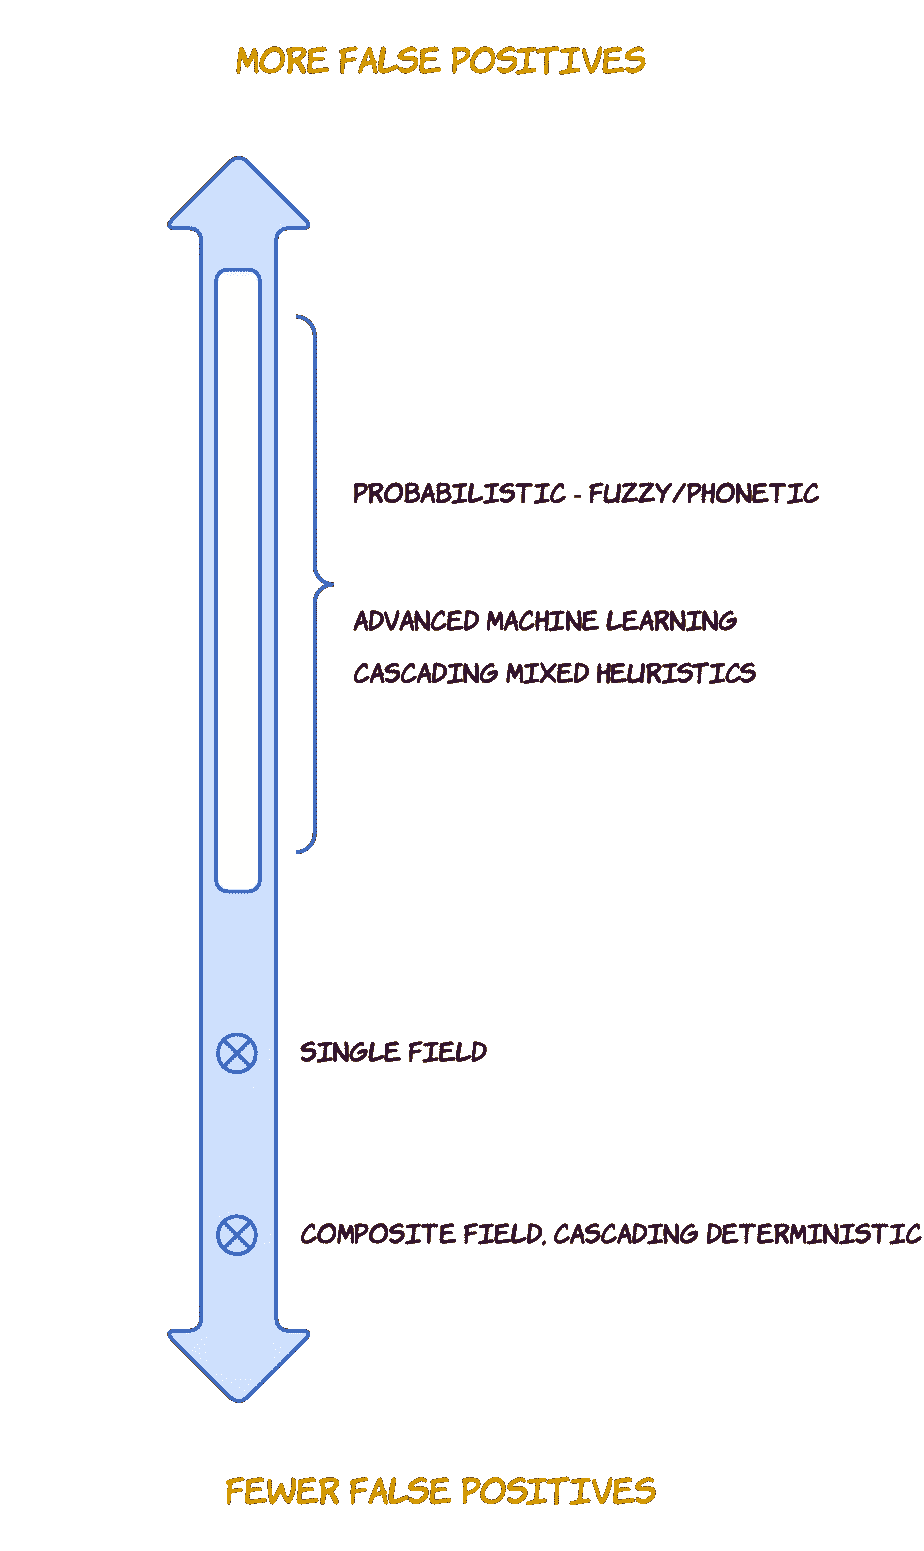 MORE FALSE POSITIVES
PROBABILISTIC - FUZZY/PHONETIC
ADVANCED MACHINE LEARNING
CASCADING MIXED HEURISTICS
SINGLE FIELD
COMPOSITE FIELD, CASCADING DETERMINISTIC
FEWER FALSE POSITIVES